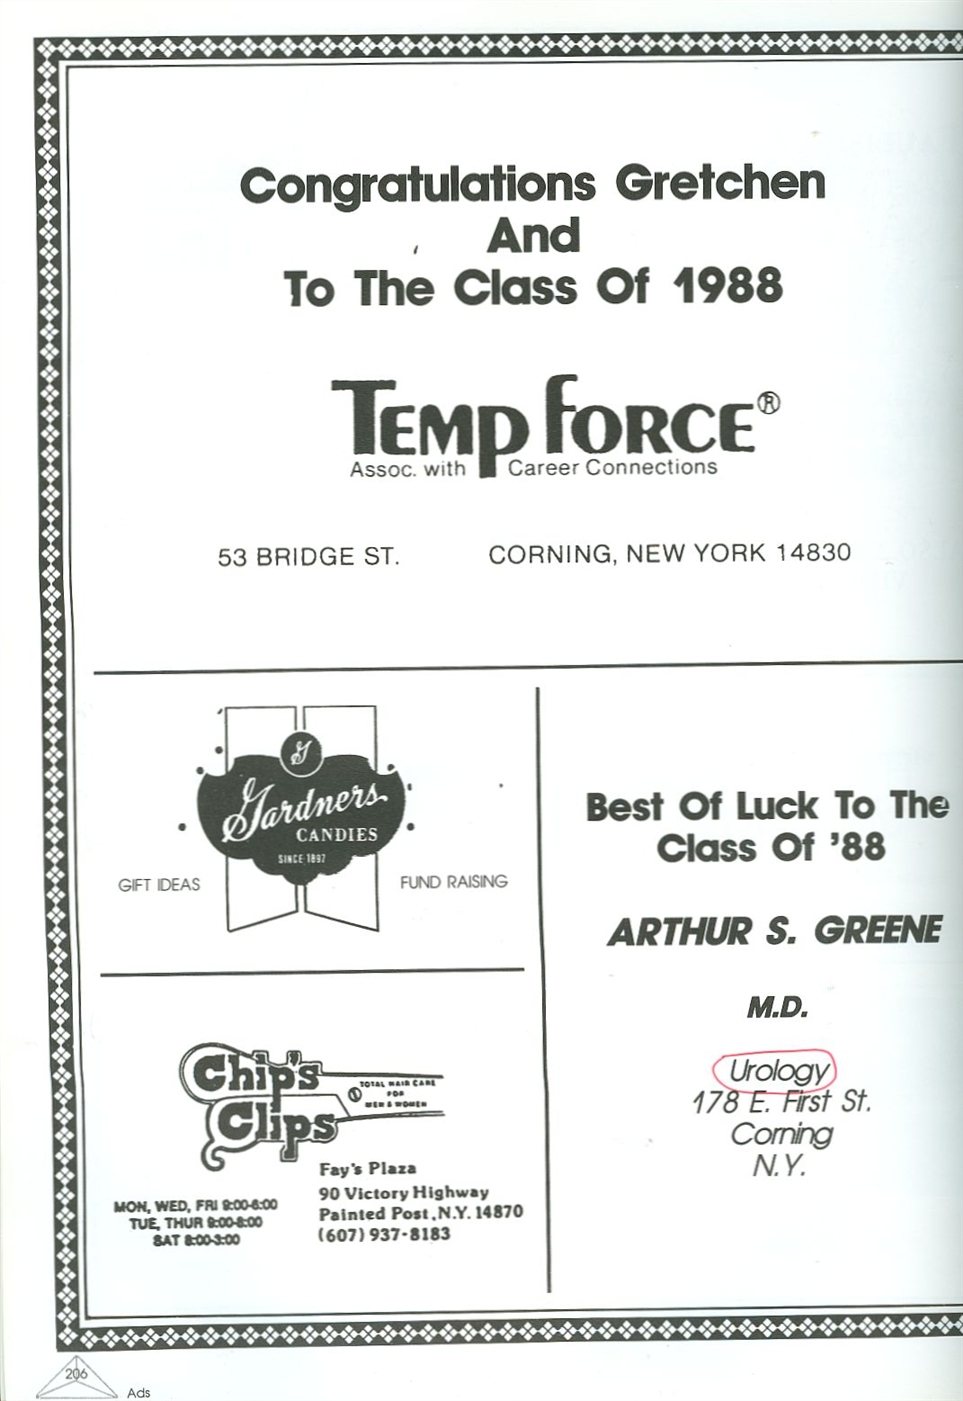 Congratulations Gretchen
And
To The Class Of 1988
TEMP FORCE®
Assoc. with Career Connections
53 BRIDGE ST. CORNING, NEW YORK 14830
G
Gardners
CANDIES
SINCE 1897
GIFT IDEAS FUND RAISING
Chip's
Clips
TOTAL HAIR CARE
FOR
MEN & WOMEN
Fay's Plaza
90 Victory Highway
Painted Post, N.Y. 14870
(607) 937-8183
MON, WED, FRI 9:00-6:00
TUE, THUR 9:00-8:00
SAT 8:00-3:00
Best Of Luck To The
Class Of '88
ARTHUR S. GREENE
M.D.
Urology
178 E. First St.
Corning
N.Y.
206
Ads